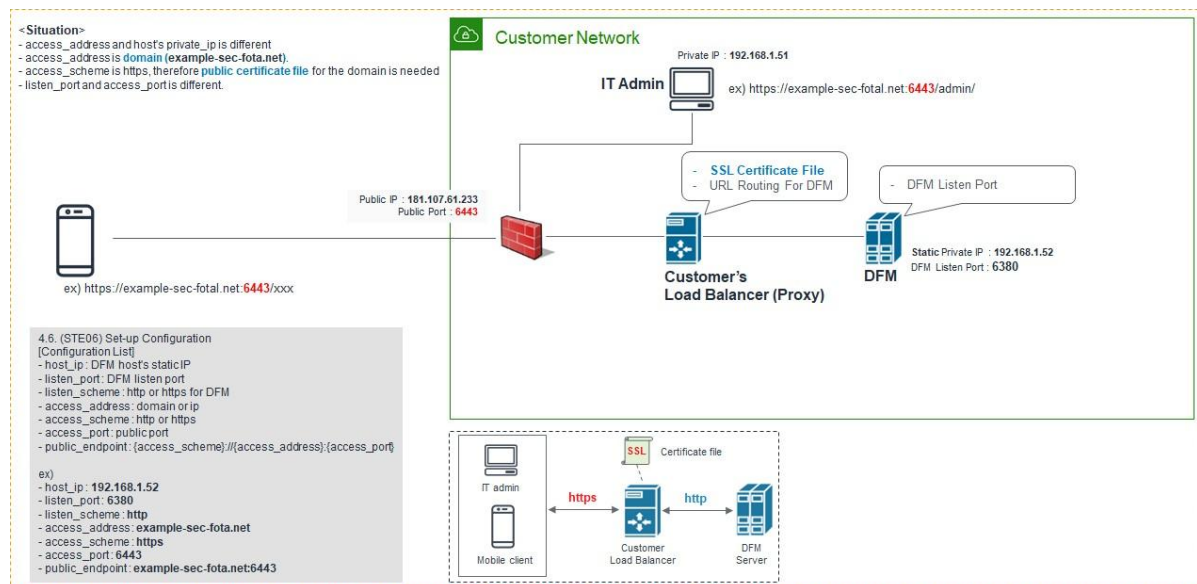 <Situation>
- access_address and host's private_ip is different
- access_address is domain (example-sec-fota.net).
- access_scheme is https, therefore public certificate file for the domain is needed
- listen_port and access_port is different.
Customer Network
Private IP : 192.168.1.51
IT Admin
ex) https://example-sec-fotal.net:6443/admin/
- SSL Certificate File
- URL Routing For DFM
- DFM Listen Port
Public IP : 181.107.61.233
Public Port : 6443
Static Private IP : 192.168.1.52
DFM Listen Port : 6380
Customer's
Load Balancer (Proxy)
DFM
ex) https://example-sec-fotal.net:6443/xxx
4.6. (STE06) Set-up Configuration
[Configuration List]
- host_ip : DFM host's static IP
- listen_port : DFM listen port
- listen_scheme : http or https for DFM
- access_address : domain or ip
- access_scheme : http or https
- access_port : public port
- public_endpoint : {access_scheme}://{access_address}:{access_port}
ex)
- host_ip : 192.168.1.52
- listen_port : 6380
- listen_scheme : http
- access_address : example-sec-fota.net
- access_scheme : https
- access_port : 6443
- public_endpoint : example-sec-fota.net:6443
SSL
Certificate file
IT admin
https
http
Mobile client
Customer
Load Balancer
DFM
Server